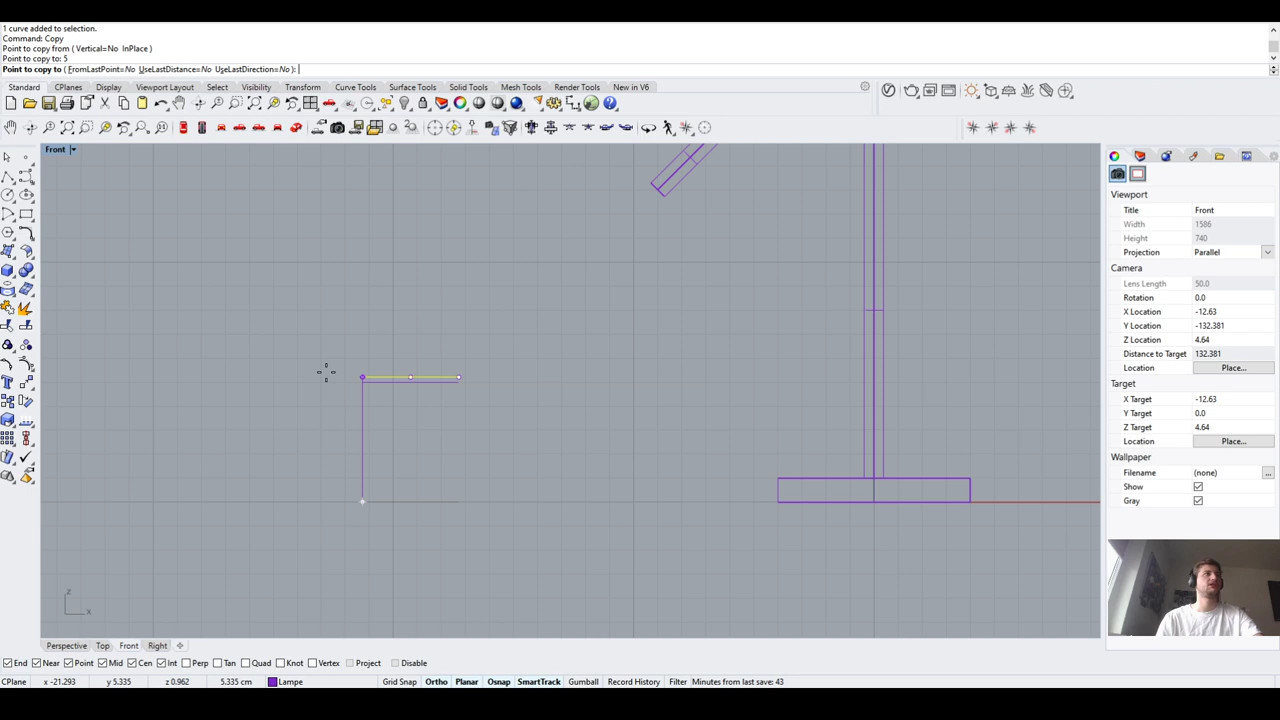 1 curve added to selection.
Command: Copy
Point to copy from ( Vertical=No InPlace )
Point to copy to: 5
Point to copy to ( FromLastPoint=No UseLastDistance=No UseLastDirection=No ):
Standard CPlanes Display Viewport Layout Select Visibility Transform Curve Tools Surface Tools Solid Tools Mesh Tools Render Tools New in V6
Front
Viewport
Title Front
Width 1586
Height 740
Projection Parallel
Camera
Lens Length 50.0
Rotation 0.0
X Location -12.63
Y Location -132.381
Z Location 4.64
Distance to Target 132.381
Location Place...
Target
X Target -12.63
Y Target 0.0
Z Target 4.64
Location Place...
Wallpaper
Filename (none) ...
Show
Gray
z
x
Perspective Top Front Right
End Near Point Mid Cen Int Perp Tan Quad Knot Vertex Project Disable
CPlane x -21.293 y 5.335 z 0.962 5.335 cm Lampe Grid Snap Ortho Planar Osnap SmartTrack Gumball Record History Filter Minutes from last save: 43